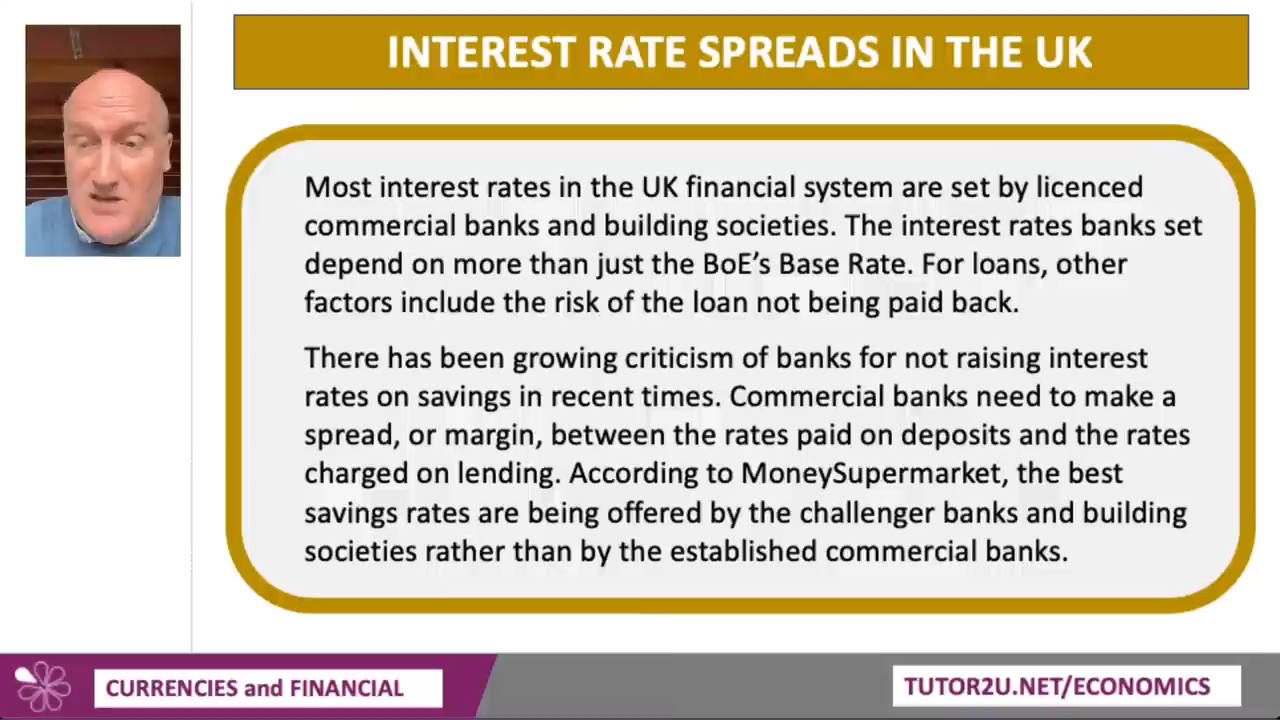 INTEREST RATE SPREADS IN THE UK
Most interest rates in the UK financial system are set by licenced
commercial banks and building societies. The interest rates banks set
depend on more than just the BoE’s Base Rate. For loans, other
factors include the risk of the loan not being paid back.
There has been growing criticism of banks for not raising interest
rates on savings in recent times. Commercial banks need to make a
spread, or margin, between the rates paid on deposits and the rates
charged on lending. According to MoneySupermarket, the best
savings rates are being offered by the challenger banks and building
societies rather than by the established commercial banks.
CURRENCIES and FINANCIAL
TUTOR2U.NET/ECONOMICS